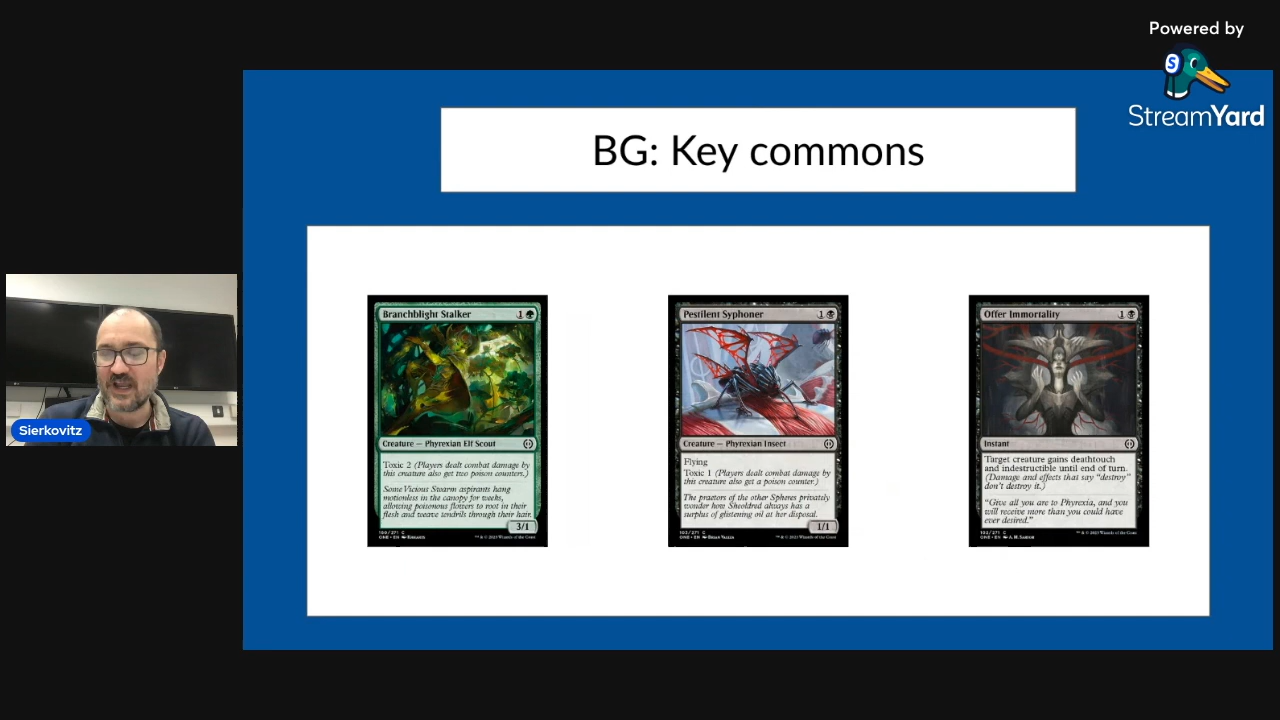 Powered by
StreamYard
BG: Key commons
Sierkovitz
Branchblight Stalker 1
Creature — Phyrexian Elf Scout
Toxic 2 (Players dealt combat damage by
this creature also get two poison counters.)
Some Vicious Swarm aspirants hang
motionless in the canopy for weeks,
allowing poisonous flowers to root in their
flesh and weave tendrils through their hair.
3/1
Pestilent Syphoner 1
Creature — Phyrexian Insect
Flying
Toxic 1 (Players dealt combat damage by
this creature also get a poison counter.)
The praetors of the other Spheres privately
wonder how Sheoldred always has a
surplus of glistening oil at her disposal.
1/1
Offer Immortality 1
Instant
Target creature gains deathtouch
and indestructible until end of turn.
(Damage and effects that say “destroy”
don't destroy it.)
“Give all you are to Phyrexia, and you
will receive more than you could have
ever desired.”